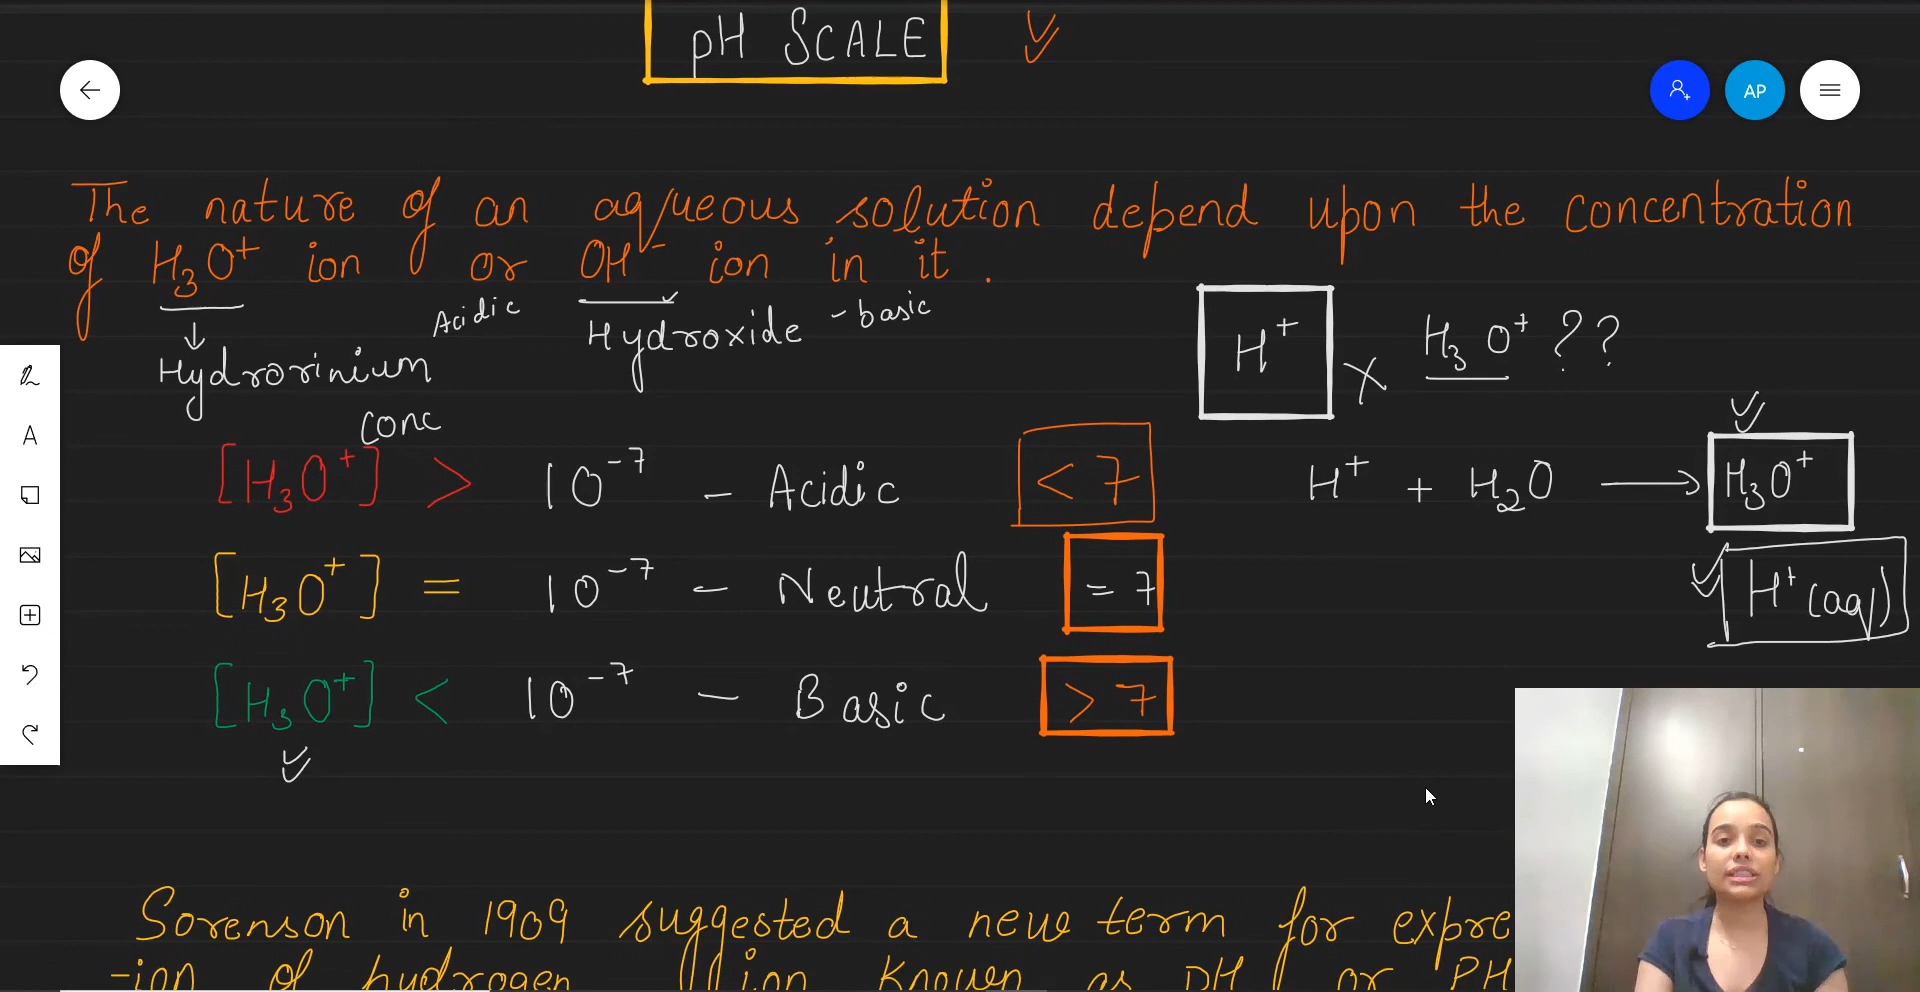 pH SCALE
AP
The nature of an aqueous solution depend upon the concentration
of H₃O⁺ ion or OH⁻ ion in it.
Acidic
Hydroxide - basic
Hydrorinium
H⁺ X H₃O⁺ ??
conc
[H₃O⁺] > 10⁻⁷ - Acidic < 7
H⁺ + H₂O → H₃O⁺
[H₃O⁺] = 10⁻⁷ - Neutral = 7
H⁺(aq)
[H₃O⁺] < 10⁻⁷ - Basic > 7
Sorenson in 1909 suggested a new term for expre
-ion of hydrogen ion known as pH or PH